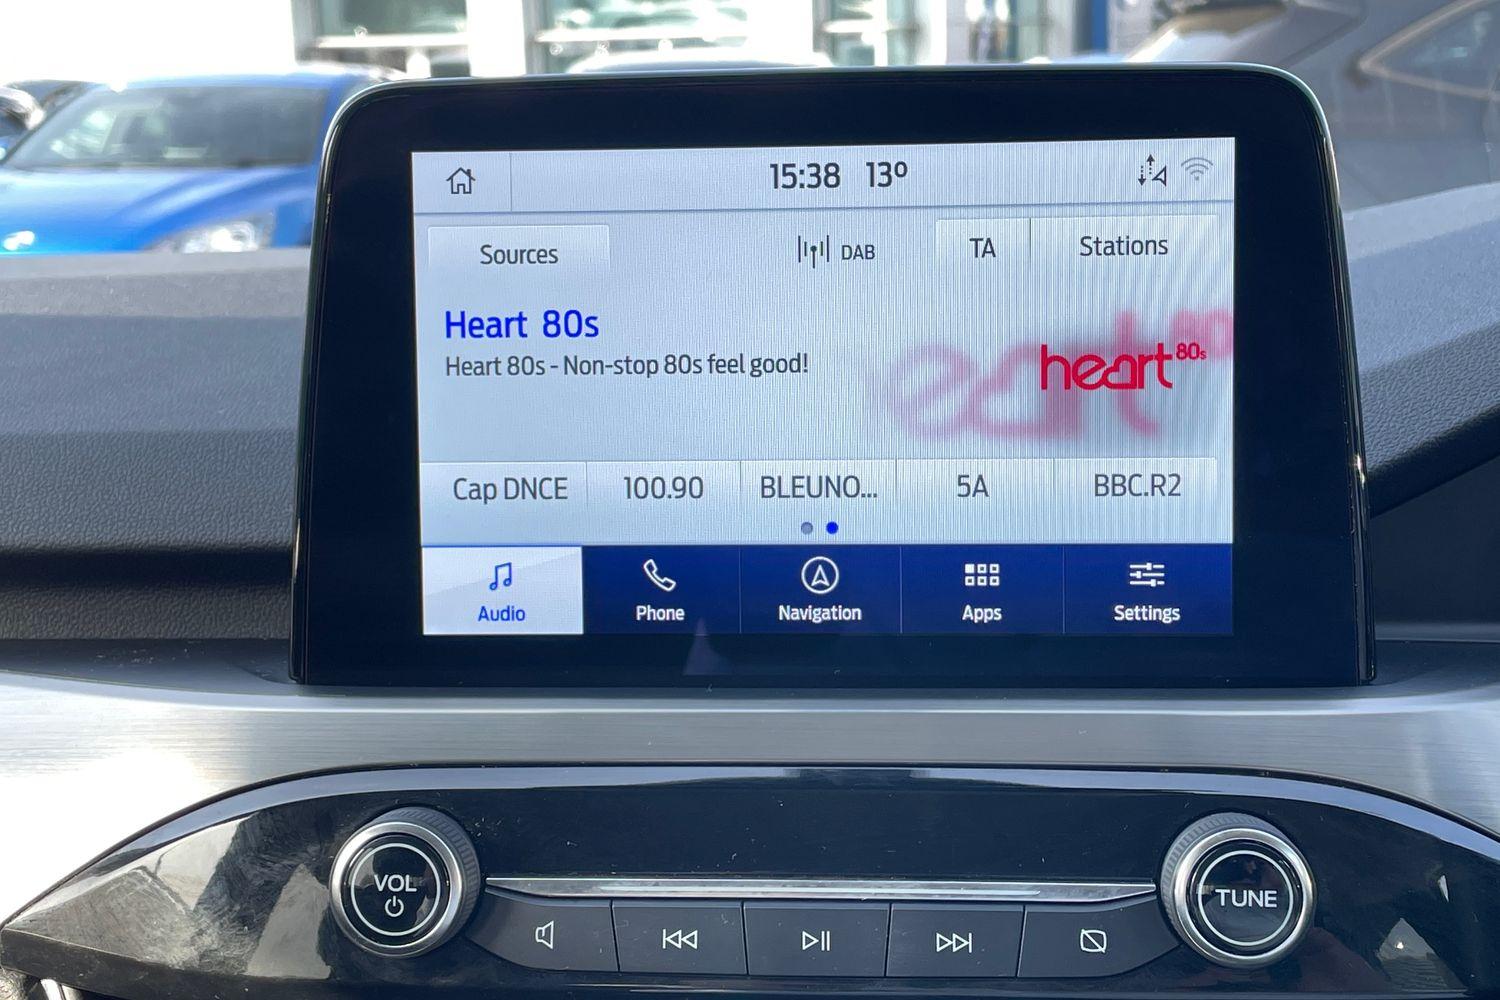 15:38 13º
Sources DAB TA Stations
Heart 80s
Heart 80s - Non-stop 80s feel good!
heart 80s
Cap DNCE 100.90 BLEUNO... 5A BBC.R2
Audio Phone Navigation Apps Settings
VOL TUNE